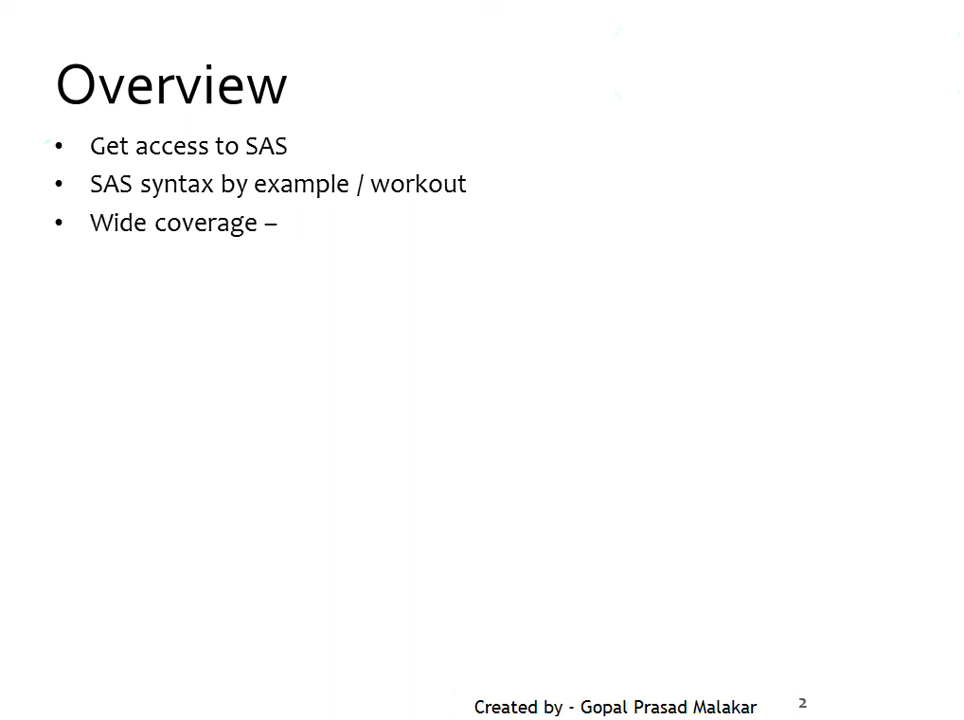 Overview
• Get access to SAS
• SAS syntax by example / workout
• Wide coverage –
Created by - Gopal Prasad Malakar
2